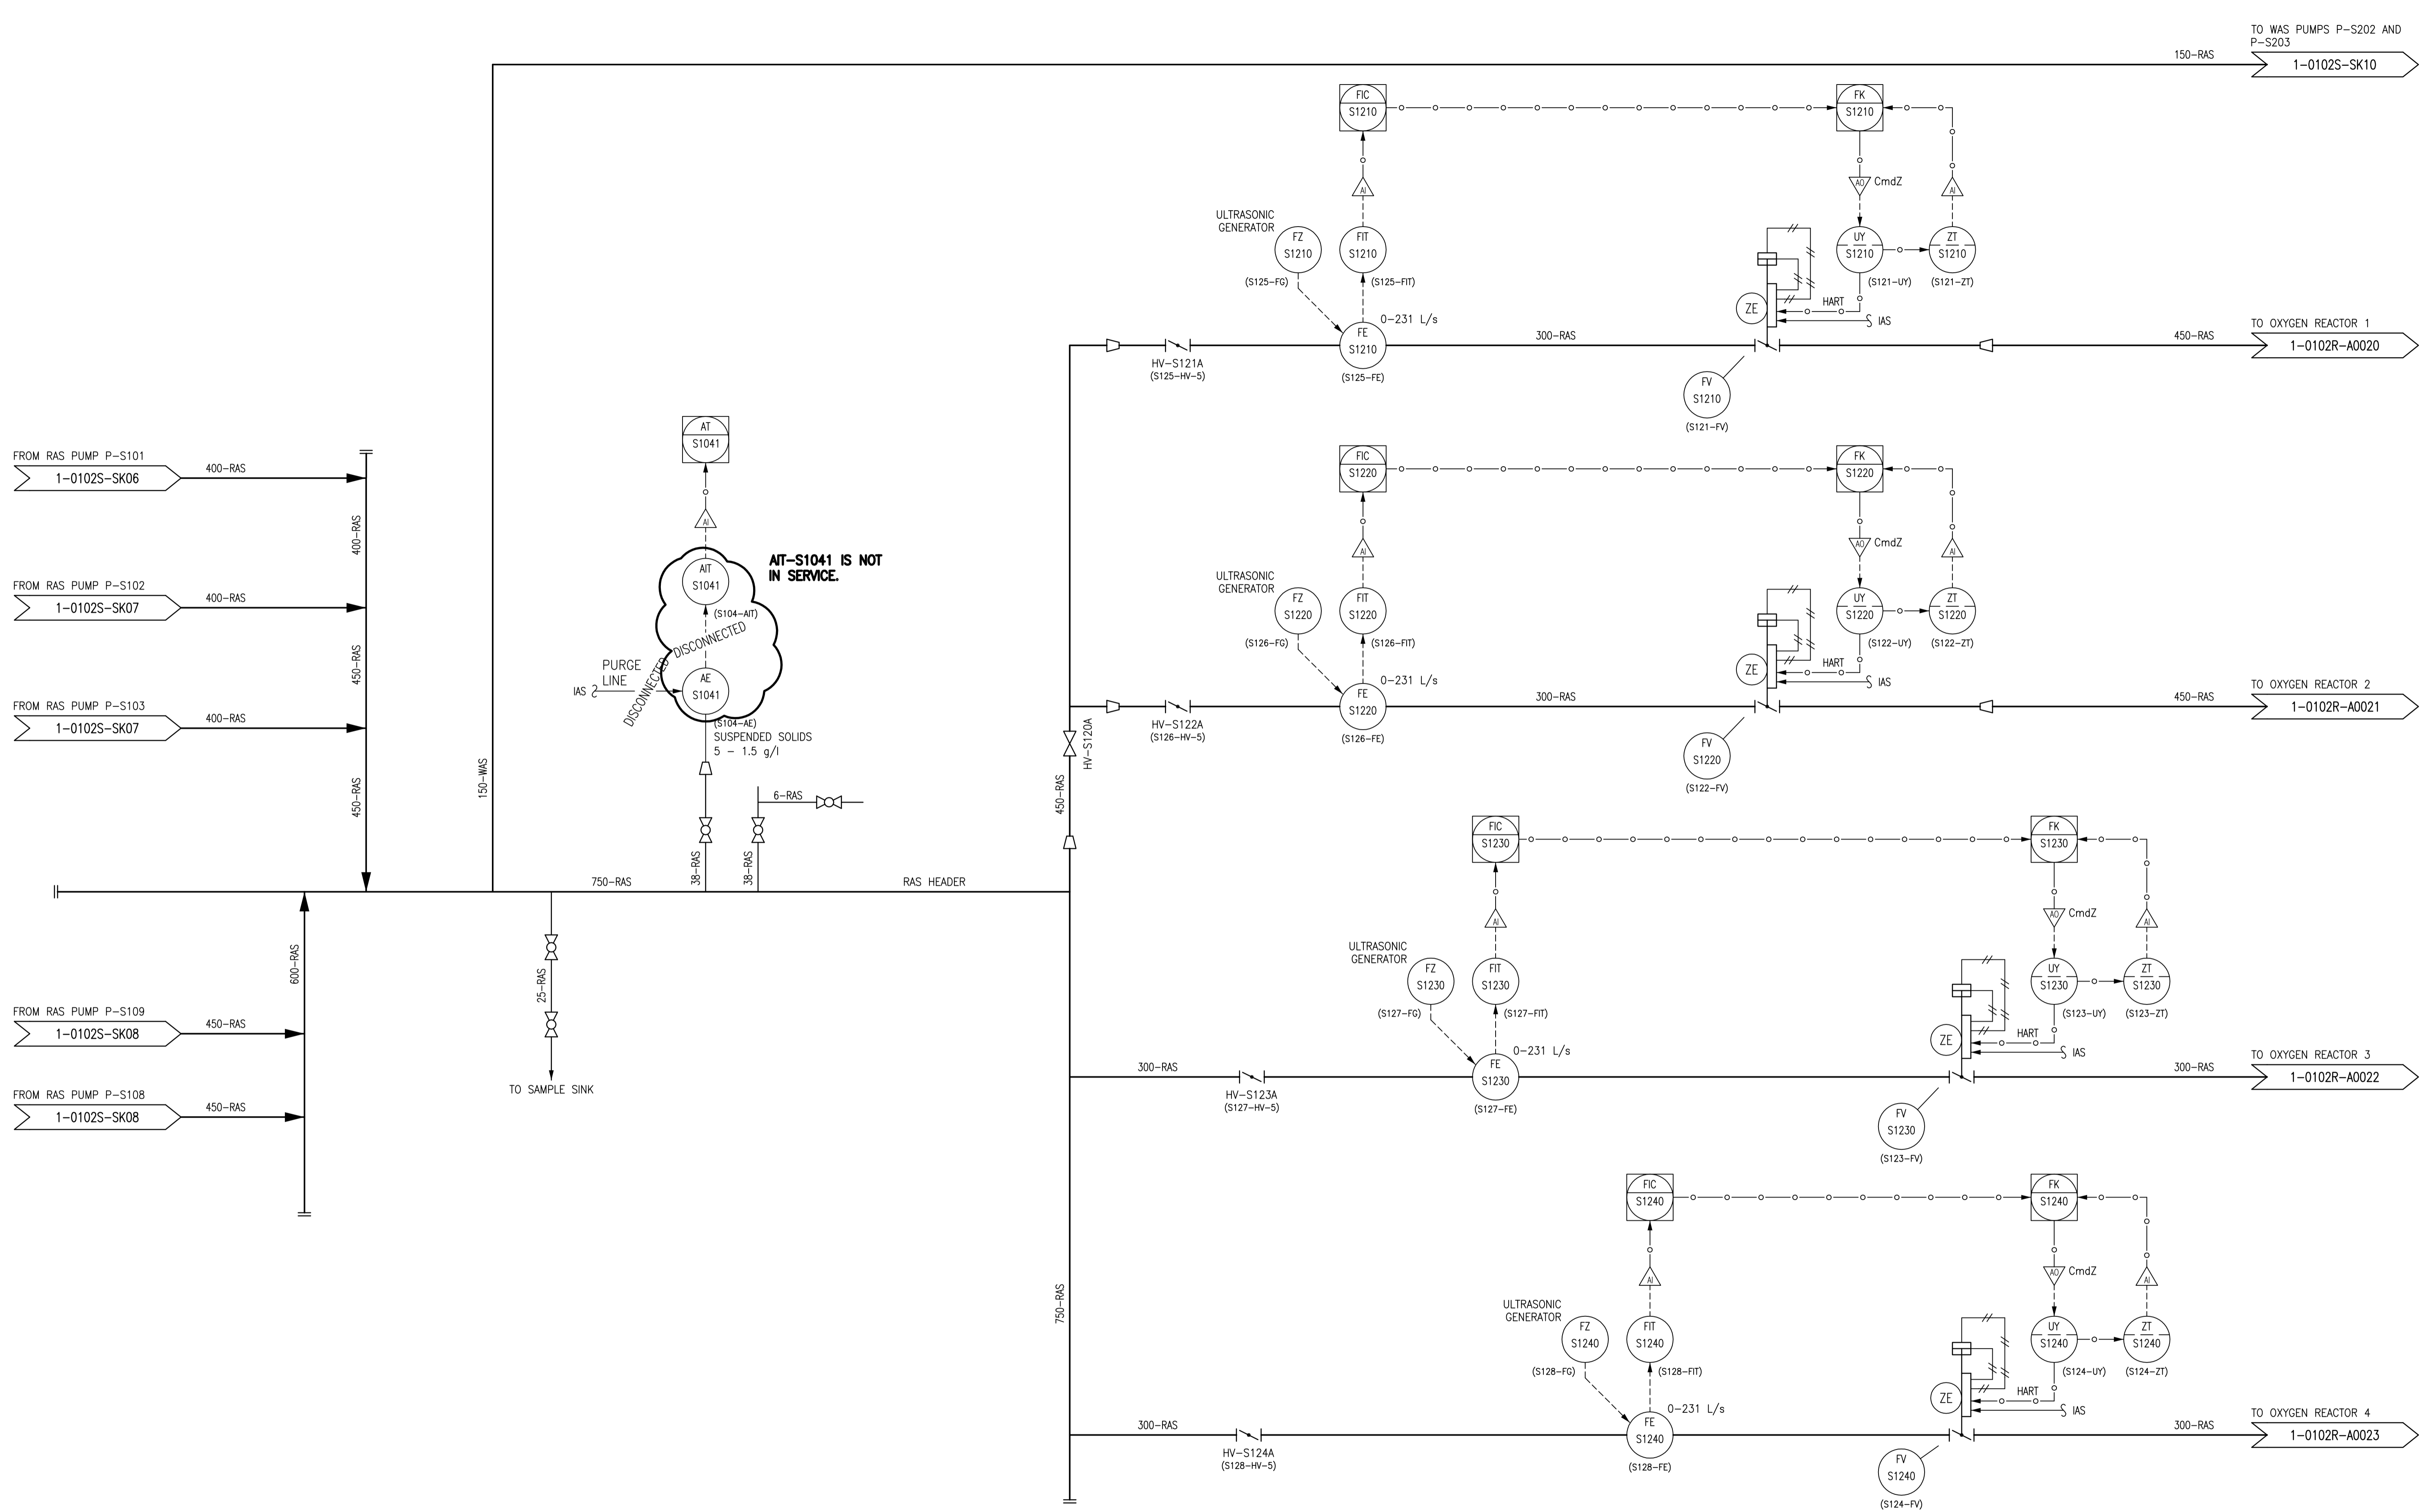 TO WAS PUMPS P-S202 AND
P-S203
150-RAS
1-0102S-SK10
FIC
S1210
FK
S1210
AI
AO
CmdZ
AI
ULTRASONIC
GENERATOR
FZ
S1210
FIT
S1210
UY
S1210
ZT
S1210
(S125-FG)
(S125-FIT)
(S121-UY)
(S121-ZT)
ZE
HART
IAS
0-231 L/s
FE
S1210
300-RAS
450-RAS
TO OXYGEN REACTOR 1
1-0102R-A0020
HV-S121A
(S125-HV-5)
(S125-FE)
FV
S1210
(S121-FV)
FIC
S1220
FK
S1220
AI
AO
CmdZ
AI
ULTRASONIC
GENERATOR
FZ
S1220
FIT
S1220
UY
S1220
ZT
S1220
(S126-FG)
(S126-FIT)
(S122-UY)
(S122-ZT)
ZE
HART
IAS
0-231 L/s
FE
S1220
300-RAS
450-RAS
TO OXYGEN REACTOR 2
1-0102R-A0021
HV-S122A
(S126-HV-5)
(S126-FE)
FV
S1220
(S122-FV)
FROM RAS PUMP P-S101
1-0102S-SK06
400-RAS
400-RAS
FROM RAS PUMP P-S102
1-0102S-SK07
400-RAS
450-RAS
FROM RAS PUMP P-S103
1-0102S-SK07
400-RAS
450-RAS
150-WAS
AT
S1041
AI
AIT-S1041 IS NOT
IN SERVICE.
AIT
S1041
(S104-AIT)
DISCONNECTED
DISCONNECTED
PURGE
LINE
IAS
AE
S1041
(S104-AE)
SUSPENDED SOLIDS
5 - 1.5 g/l
6-RAS
38-RAS
38-RAS
HV-S120A
450-RAS
750-RAS
RAS HEADER
600-RAS
25-RAS
TO SAMPLE SINK
FROM RAS PUMP P-S109
1-0102S-SK08
450-RAS
FROM RAS PUMP P-S108
1-0102S-SK08
450-RAS
750-RAS
FIC
S1230
FK
S1230
AI
AO
CmdZ
AI
ULTRASONIC
GENERATOR
FZ
S1230
FIT
S1230
UY
S1230
ZT
S1230
(S127-FG)
(S127-FIT)
(S123-UY)
(S123-ZT)
ZE
HART
IAS
0-231 L/s
300-RAS
FE
S1230
300-RAS
TO OXYGEN REACTOR 3
1-0102R-A0022
HV-S123A
(S127-HV-5)
(S127-FE)
FV
S1230
(S123-FV)
FIC
S1240
FK
S1240
AI
AO
CmdZ
AI
ULTRASONIC
GENERATOR
FZ
S1240
FIT
S1240
UY
S1240
ZT
S1240
(S128-FG)
(S128-FIT)
(S124-UY)
(S124-ZT)
ZE
HART
IAS
0-231 L/s
300-RAS
FE
S1240
300-RAS
TO OXYGEN REACTOR 4
1-0102R-A0023
HV-S124A
(S128-HV-5)
(S128-FE)
FV
S1240
(S124-FV)